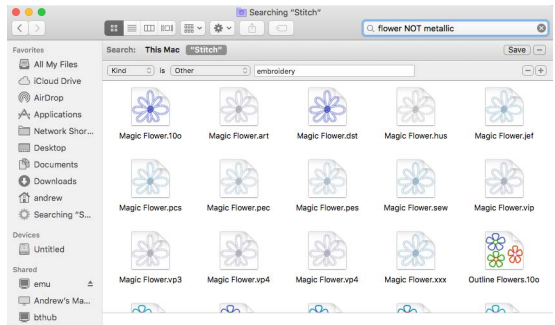 Searching “Stitch”
flower NOT metallic
Favorites
All My Files
iCloud Drive
AirDrop
Applications
Network Shor...
Desktop
Documents
Downloads
andrew
Searching “S...
Devices
Untitled
Shared
emu
Andrew's Ma...
bthub
Search: This Mac “Stitch” Save
Kind is Other embroidery
Magic Flower.10o Magic Flower.art Magic Flower.dst Magic Flower.hus Magic Flower.jef
Magic Flower.pcs Magic Flower.pec Magic Flower.pes Magic Flower.sew Magic Flower.vip
Magic Flower.vp3 Magic Flower.vp4 Magic Flower.vp4 Magic Flower.xxx Outline Flowers.10o